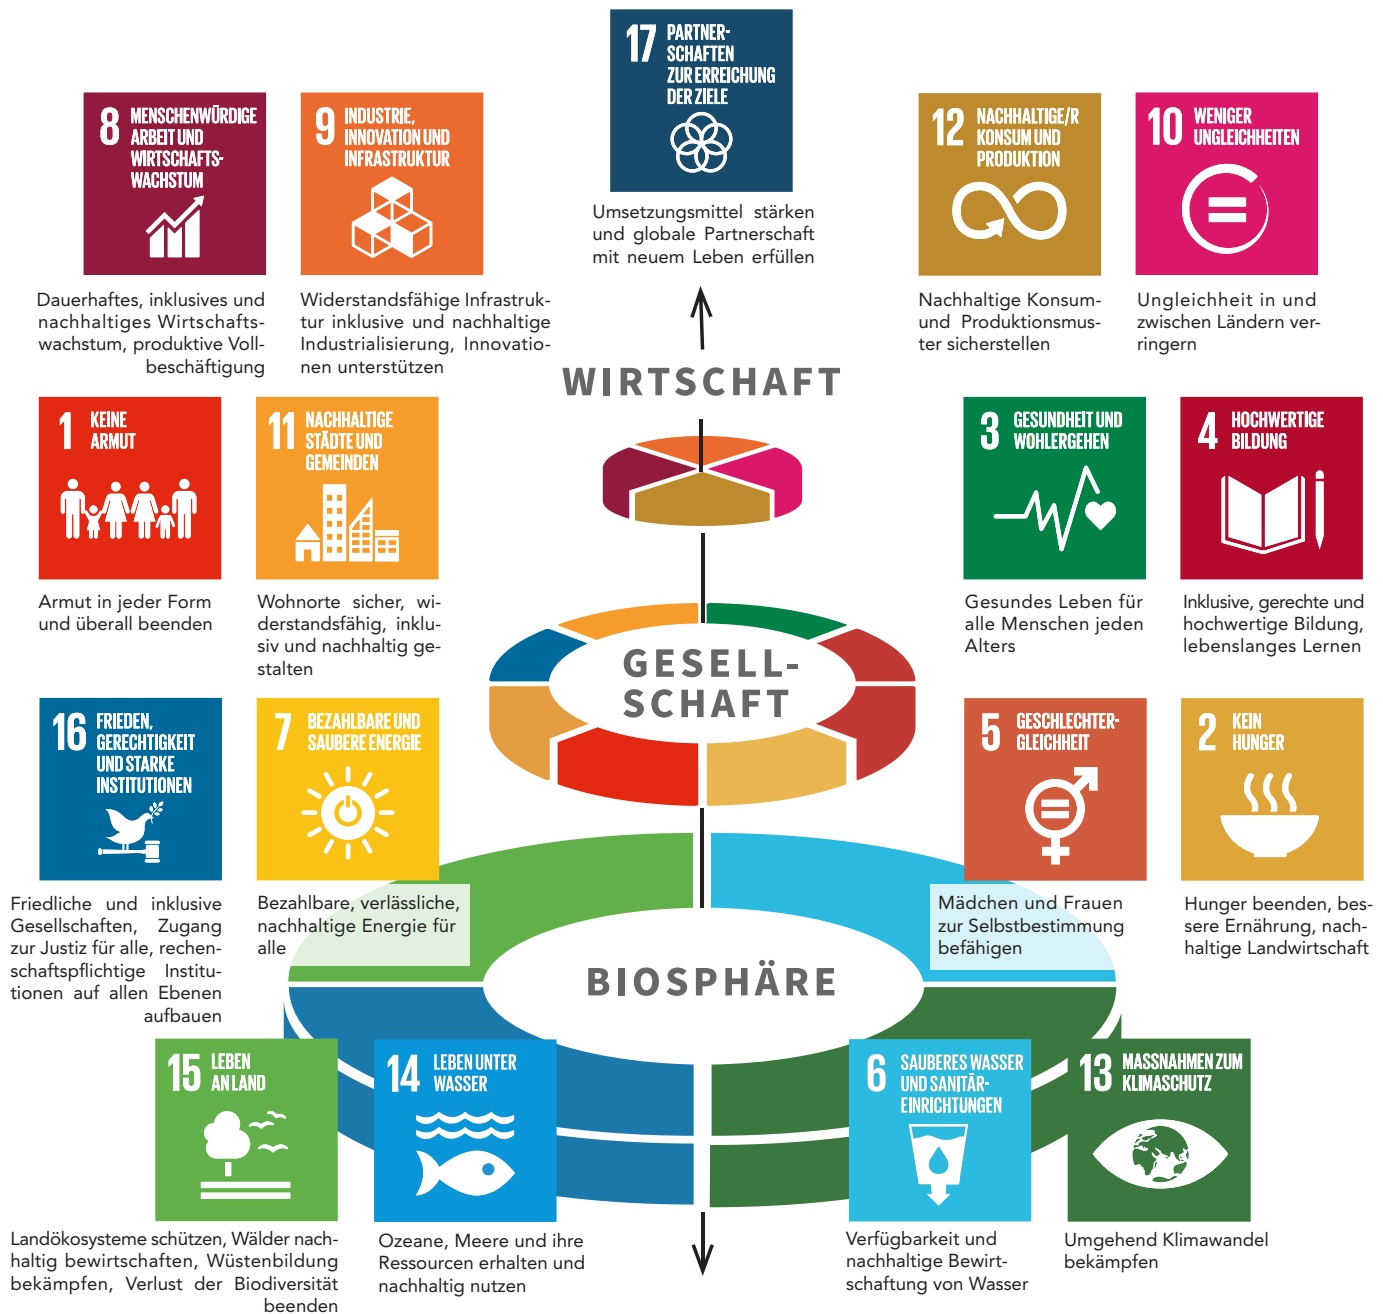 17 PARTNER-
SCHAFTEN
ZUR ERREICHUNG
DER ZIELE
Umsetzungsmittel stärken
und globale Partnerschaft
mit neuem Leben erfüllen
8 MENSCHENWÜRDIGE
ARBEIT UND
WIRTSCHAFTS-
WACHSTUM
Dauerhaftes, inklusives und
nachhaltiges Wirtschafts-
wachstum, produktive Voll-
beschäftigung
9 INDUSTRIE,
INNOVATION UND
INFRASTRUKTUR
Widerstandsfähige Infrastruk-
tur inklusive und nachhaltige
Industrialisierung, Innovatio-
nen unterstützen
12 NACHHALTIGE/R
KONSUM UND
PRODUKTION
Nachhaltige Konsum-
und Produktionsmus-
ter sicherstellen
10 WENIGER
UNGLEICHHEITEN
Ungleichheit in und
zwischen Ländern ver-
ringern
WIRTSCHAFT
1 KEINE
ARMUT
Armut in jeder Form
und überall beenden
11 NACHHALTIGE
STÄDTE UND
GEMEINDEN
Wohnorte sicher, wi-
derstandsfähig, inklu-
siv und nachhaltig ge-
stalten
3 GESUNDHEIT UND
WOHLERGEHEN
Gesundes Leben für
alle Menschen jeden
Alters
4 HOCHWERTIGE
BILDUNG
Inklusive, gerechte und
hochwertige Bildung,
lebenslanges Lernen
GESELL-
SCHAFT
16 FRIEDEN,
GERECHTIGKEIT
UND STARKE
INSTITUTIONEN
Friedliche und inklusive
Gesellschaften, Zugang
zur Justiz für alle, rechen-
schaftspflichtige Institu-
tionen auf allen Ebenen
aufbauen
7 BEZAHLBARE UND
SAUBERE ENERGIE
Bezahlbare, verlässliche,
nachhaltige Energie für
alle
5 GESCHLECHTER-
GLEICHHEIT
Mädchen und Frauen
zur Selbstbestimmung
befähigen
2 KEIN
HUNGER
Hunger beenden, bes-
sere Ernährung, nach-
haltige Landwirtschaft
BIOSPHÄRE
15 LEBEN
AN LAND
Landökosysteme schützen, Wälder nach-
haltig bewirtschaften, Wüstenbildung
bekämpfen, Verlust der Biodiversität
beenden
14 LEBEN UNTER
WASSER
Ozeane, Meere und ihre
Ressourcen erhalten und
nachhaltig nutzen
6 SAUBERES WASSER
UND SANITÄR-
EINRICHTUNGEN
Verfügbarkeit und
nachhaltige Bewirt-
schaftung von Wasser
13 MASSNAHMEN ZUM
KLIMASCHUTZ
Umgehend Klimawandel
bekämpfen